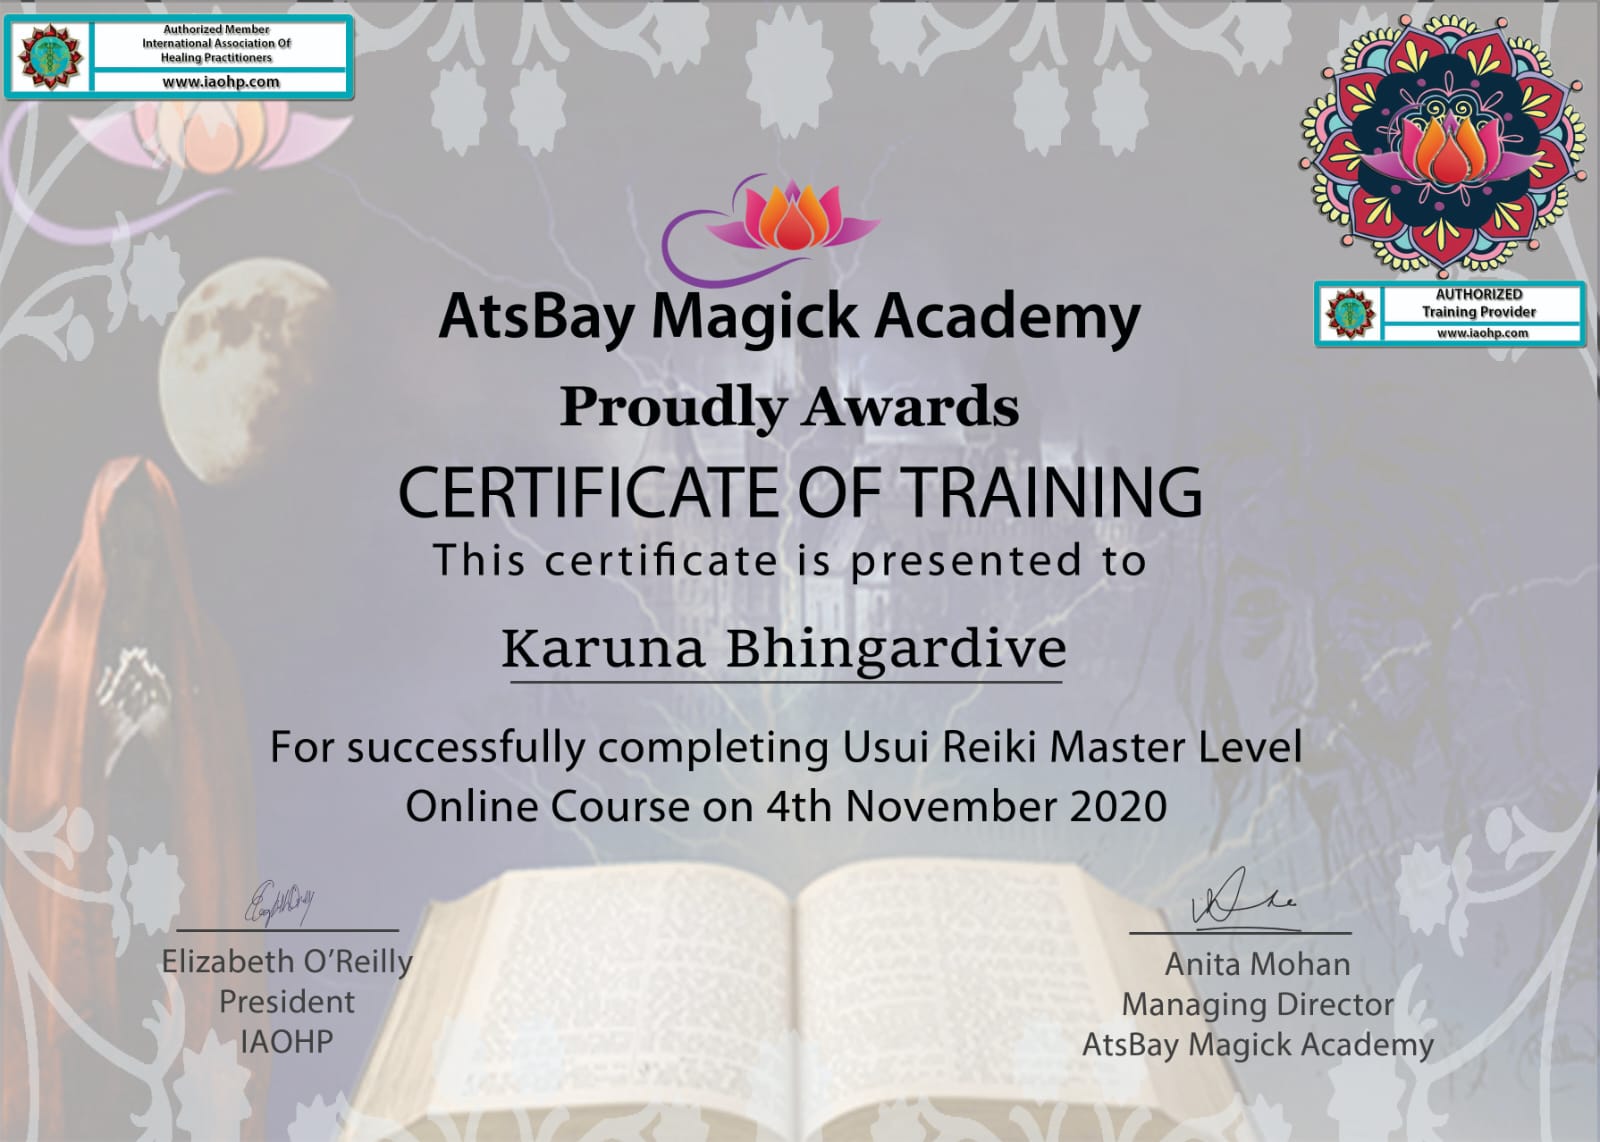 Authorized Member
International Association Of
Healing Practitioners
www.iaohp.com
AUTHORIZED
Training Provider
www.iaohp.com
AtsBay Magick Academy
Proudly Awards
CERTIFICATE OF TRAINING
This certificate is presented to
Karuna Bhingardive
For successfully completing Usui Reiki Master Level
Online Course on 4th November 2020
Elizabeth O'Reilly
President
IAOHP
Anita Mohan
Managing Director
AtsBay Magick Academy